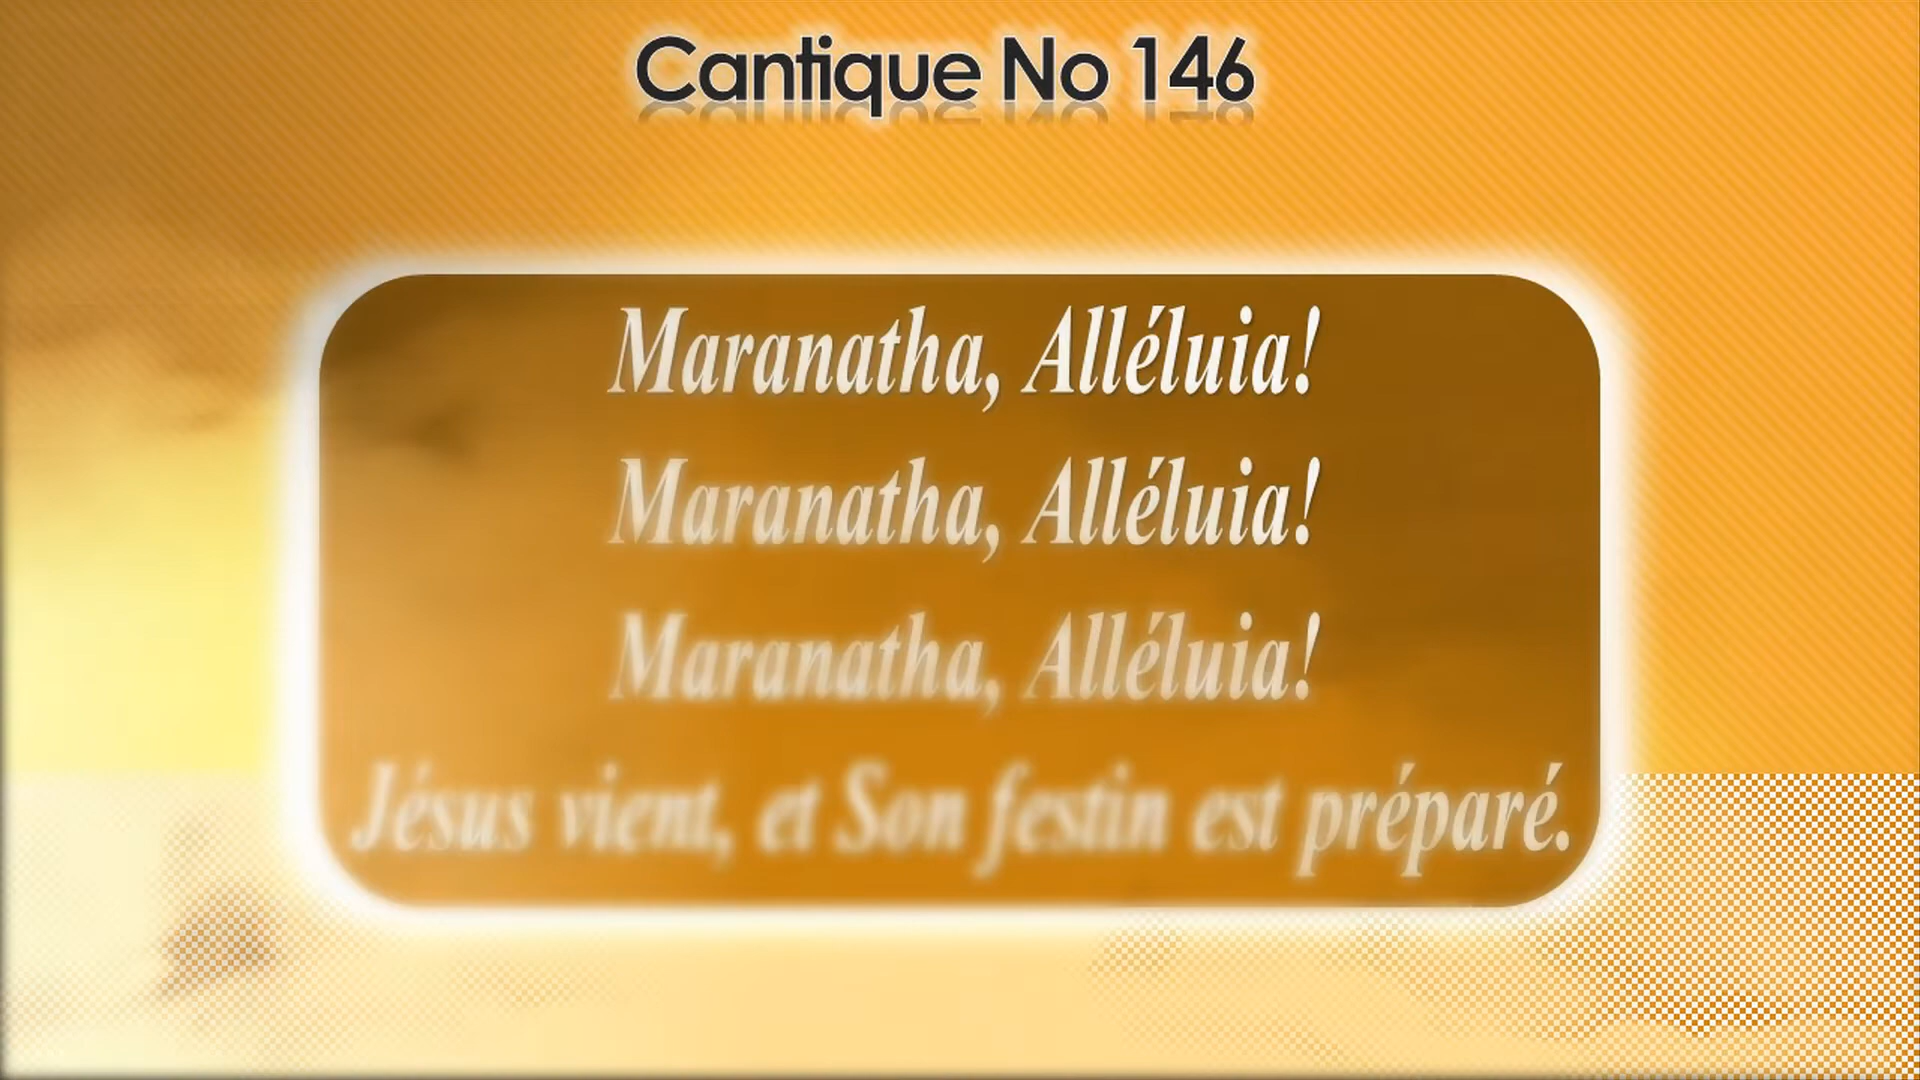 Cantique No 146
Maranatha, Alléluia!
Maranatha, Alléluia!
Maranatha, Alléluia!
Jésus vient, et Son festin est préparé.